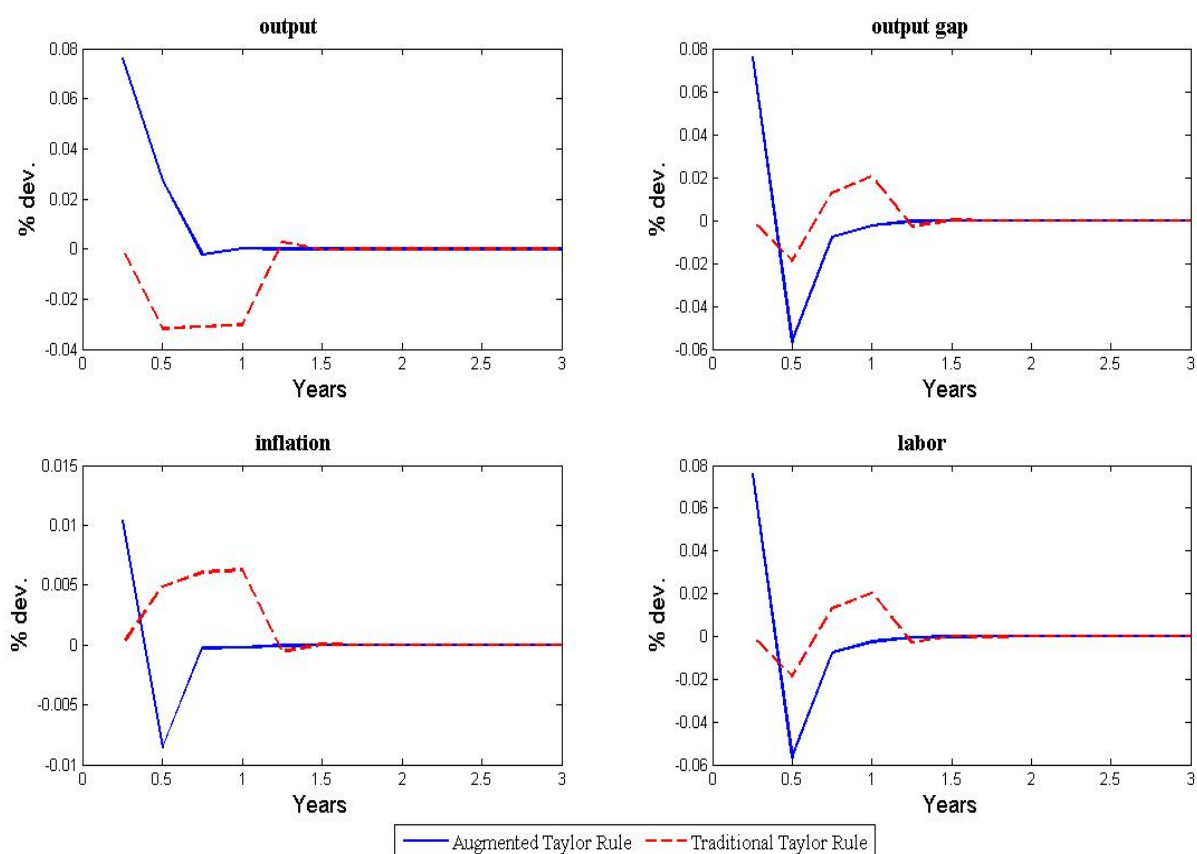 output
0.08
0.06
0.04
0.02
0
-0.02
-0.04
% dev.
0 0.5 1 1.5 2 2.5 3
Years
output gap
0.08
0.06
0.04
0.02
0
-0.02
-0.04
-0.06
% dev.
0 0.5 1 1.5 2 2.5 3
Years
inflation
0.015
0.01
0.005
0
-0.005
-0.01
% dev.
0 0.5 1 1.5 2 2.5 3
Years
labor
0.08
0.06
0.04
0.02
0
-0.02
-0.04
-0.06
% dev.
0 0.5 1 1.5 2 2.5 3
Years
Augmented Taylor Rule Traditional Taylor Rule